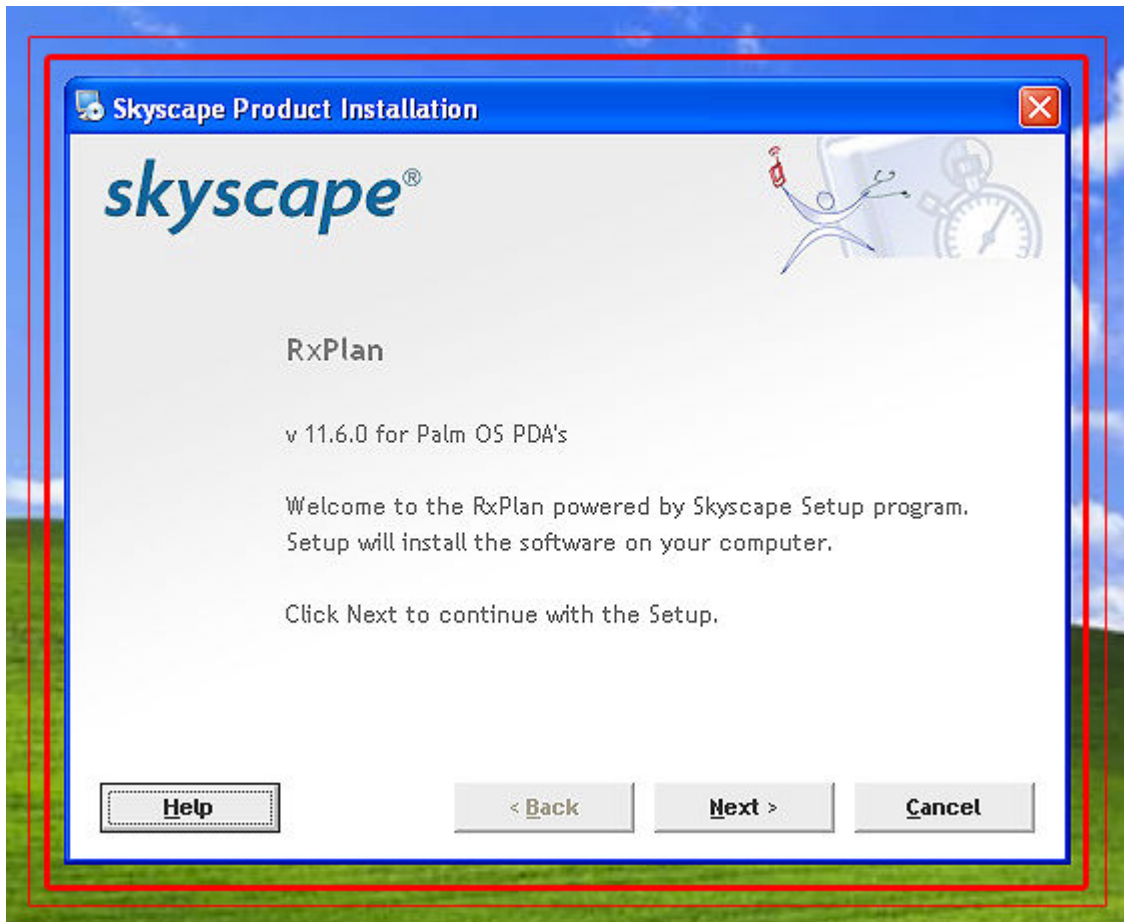 Skyscape Product Installation
skyscape®
RxPlan
v 11.6.0 for Palm OS PDA's
Welcome to the RxPlan powered by Skyscape Setup program.
Setup will install the software on your computer.
Click Next to continue with the Setup.
Help < Back Next > Cancel